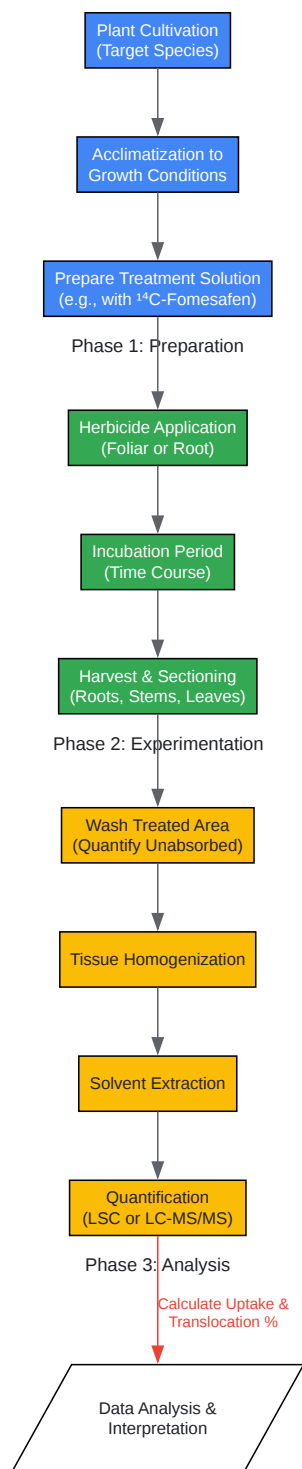 Plant Cultivation
(Target Species)
Acclimatization to
Growth Conditions
Prepare Treatment Solution
(e.g., with ¹⁴C-Fomesafen)
Phase 1: Preparation
Herbicide Application
(Foliar or Root)
Incubation Period
(Time Course)
Harvest & Sectioning
(Roots, Stems, Leaves)
Phase 2: Experimentation
Wash Treated Area
(Quantify Unabsorbed)
Tissue Homogenization
Solvent Extraction
Quantification
(LSC or LC-MS/MS)
Phase 3: Analysis
Calculate Uptake &
Translocation %
Data Analysis &
Interpretation